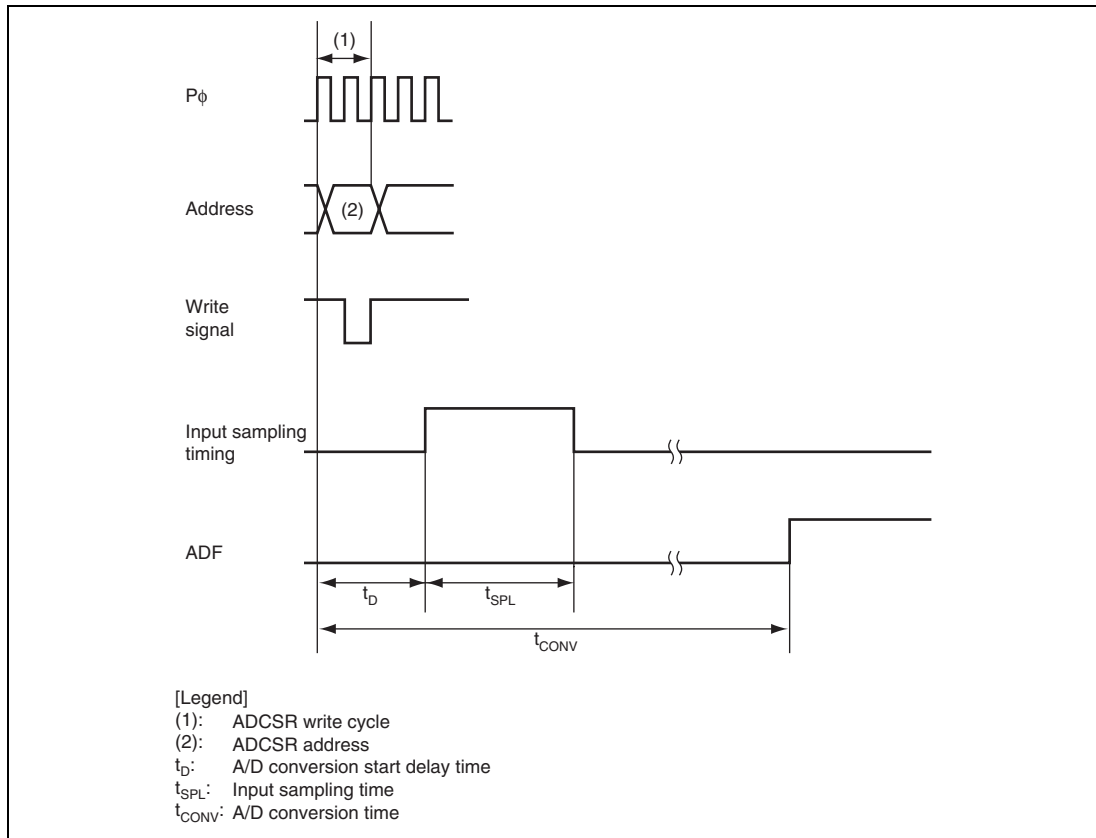 (1)
Pϕ
Address
(2)
Write
signal
Input sampling
timing
ADF
tD
tSPL
tCONV
[Legend]
(1): ADCSR write cycle
(2): ADCSR address
tD: A/D conversion start delay time
tSPL: Input sampling time
tCONV: A/D conversion time